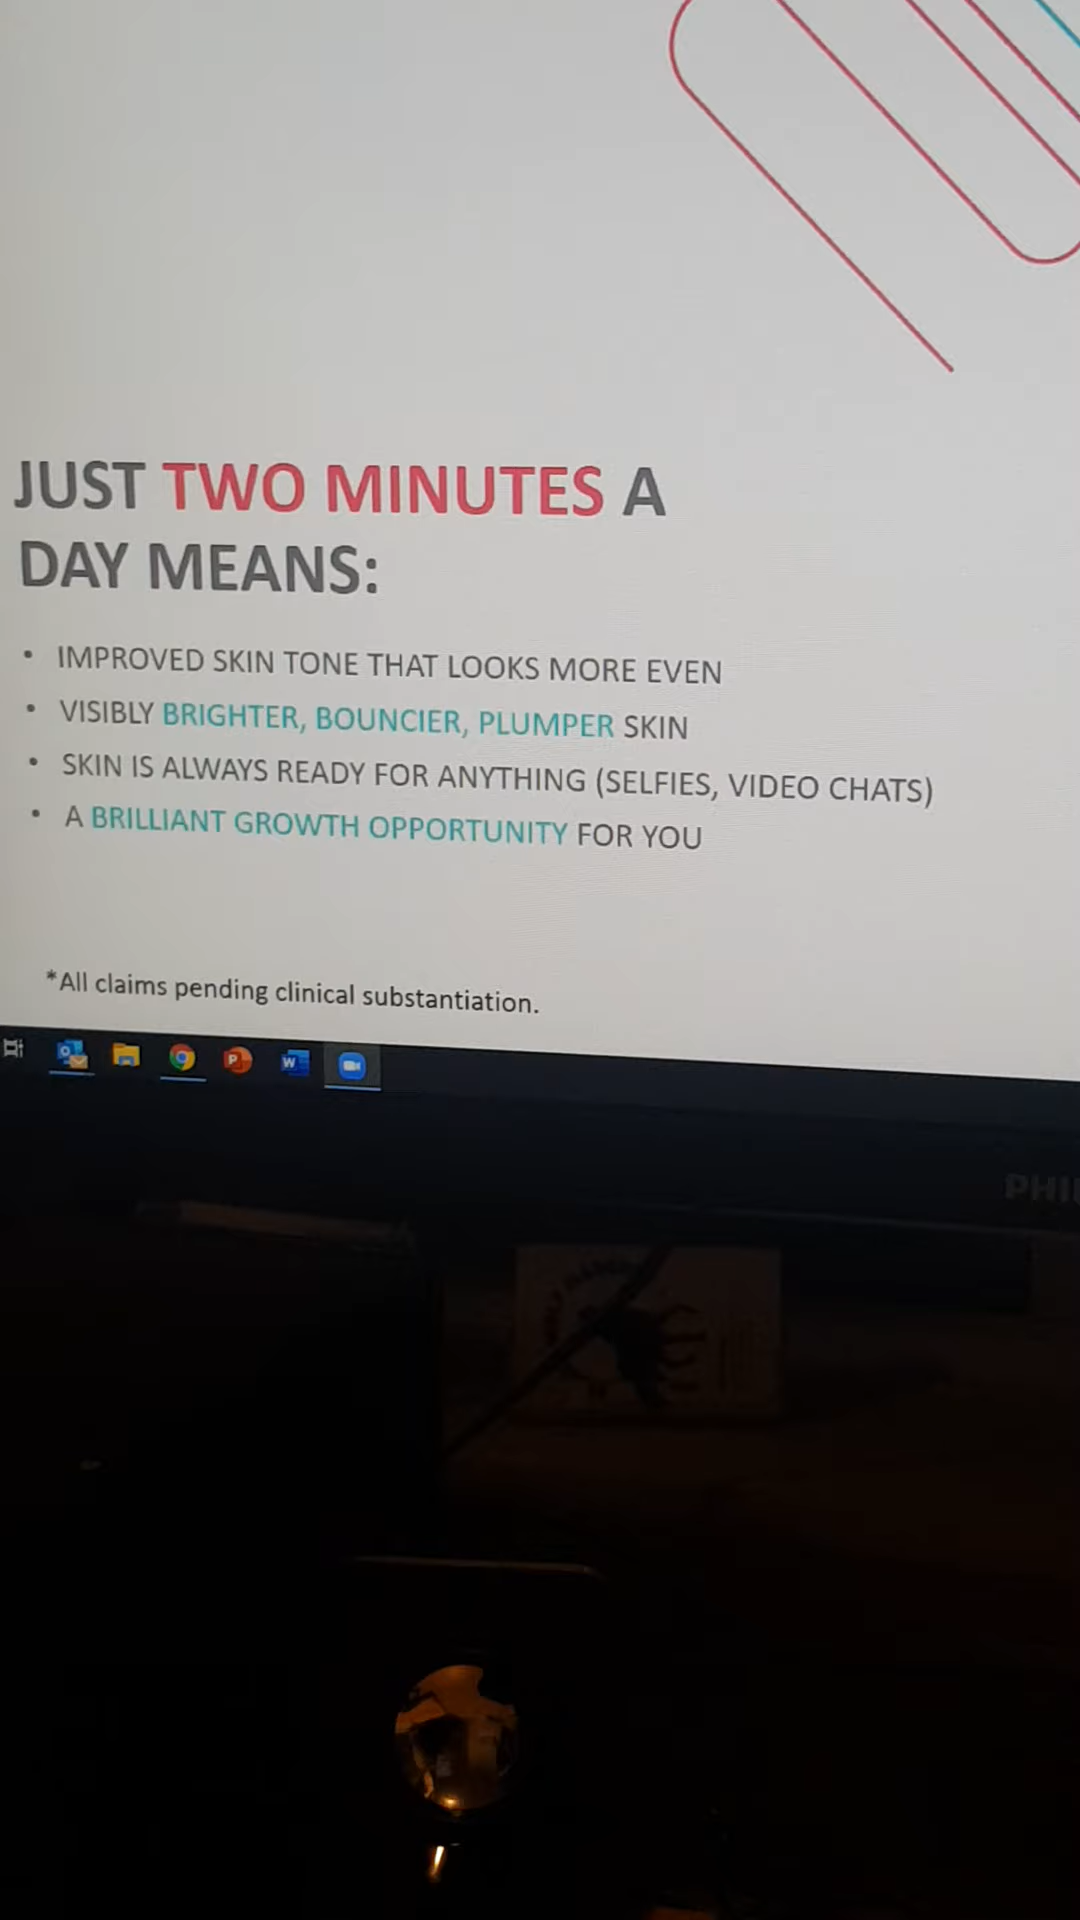 JUST TWO MINUTES A
DAY MEANS:
• IMPROVED SKIN TONE THAT LOOKS MORE EVEN
• VISIBLY BRIGHTER, BOUNCIER, PLUMPER SKIN
• SKIN IS ALWAYS READY FOR ANYTHING (SELFIES, VIDEO CHATS)
• A BRILLIANT GROWTH OPPORTUNITY FOR YOU
*All claims pending clinical substantiation.